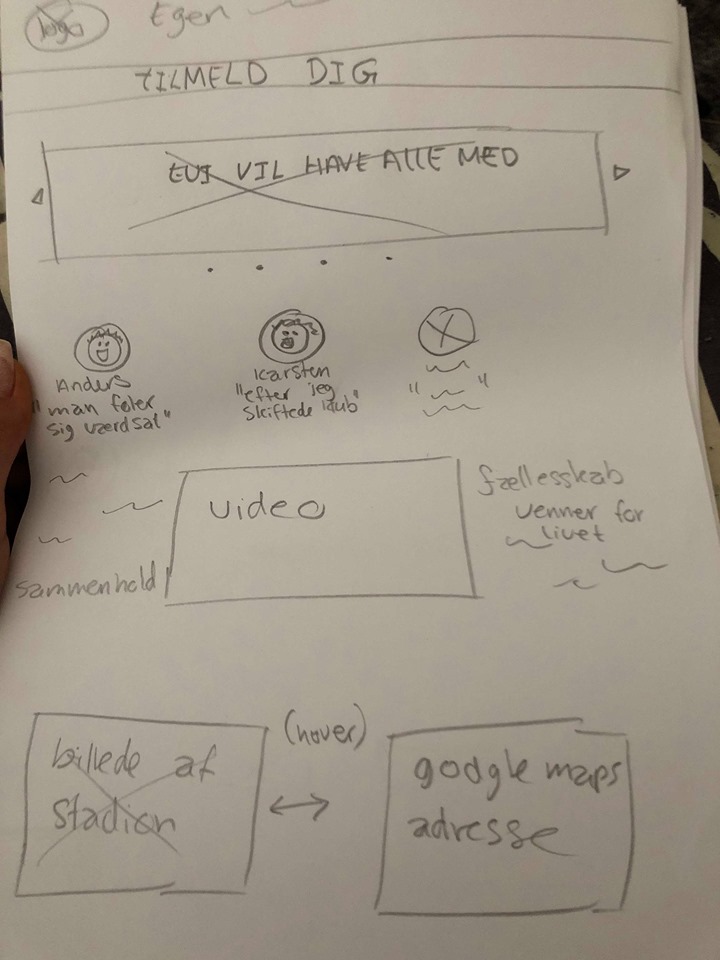 logo
Egen
TILMELD DIG
VIL HAVE ALLE MED
Anders
"man føler
sig værdsat"
Karsten
"efter jeg
skiftede klub"
" "
video
fællesskab
venner for
livet
sammenhold
(hover)
billede af
stadion
google maps
adresse